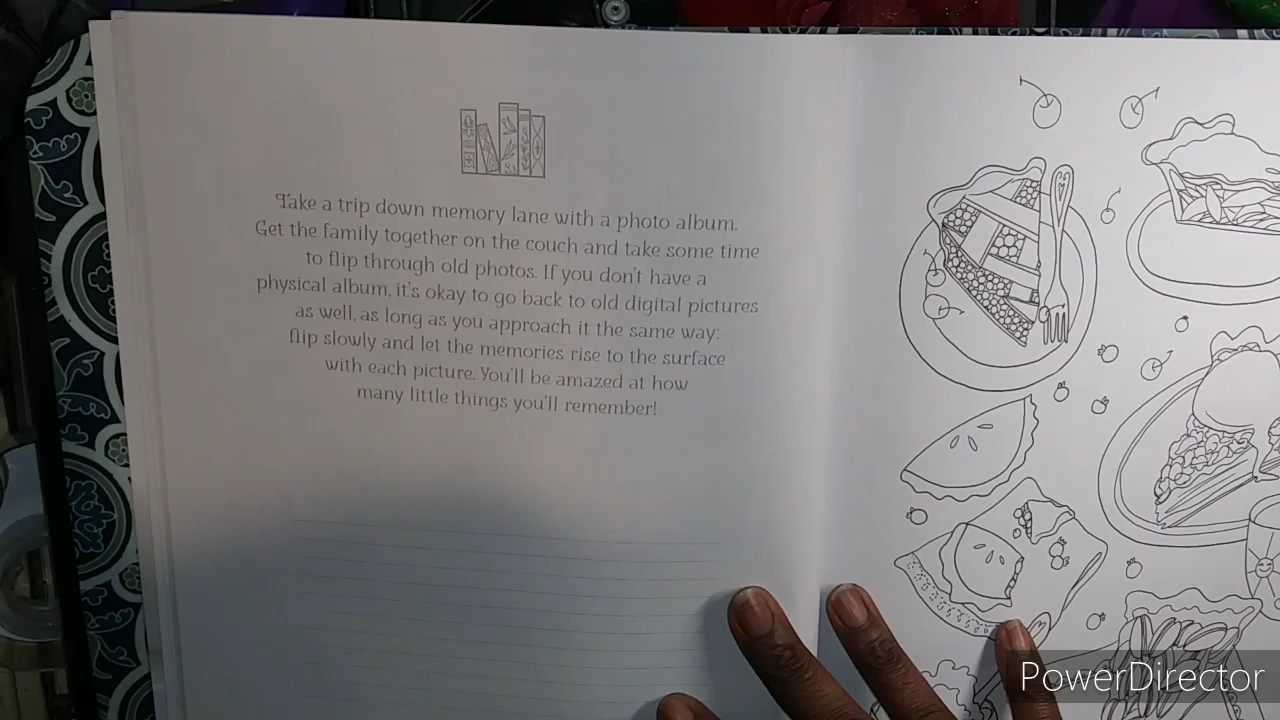 Take a trip down memory lane with a photo album.
Get the family together on the couch and take some time
to flip through old photos. If you don't have a
physical album, it's okay to go back to old digital pictures
as well, as long as you approach it the same way:
flip slowly and let the memories rise to the surface
with each picture. You'll be amazed at how
many little things you'll remember!
PowerDirector